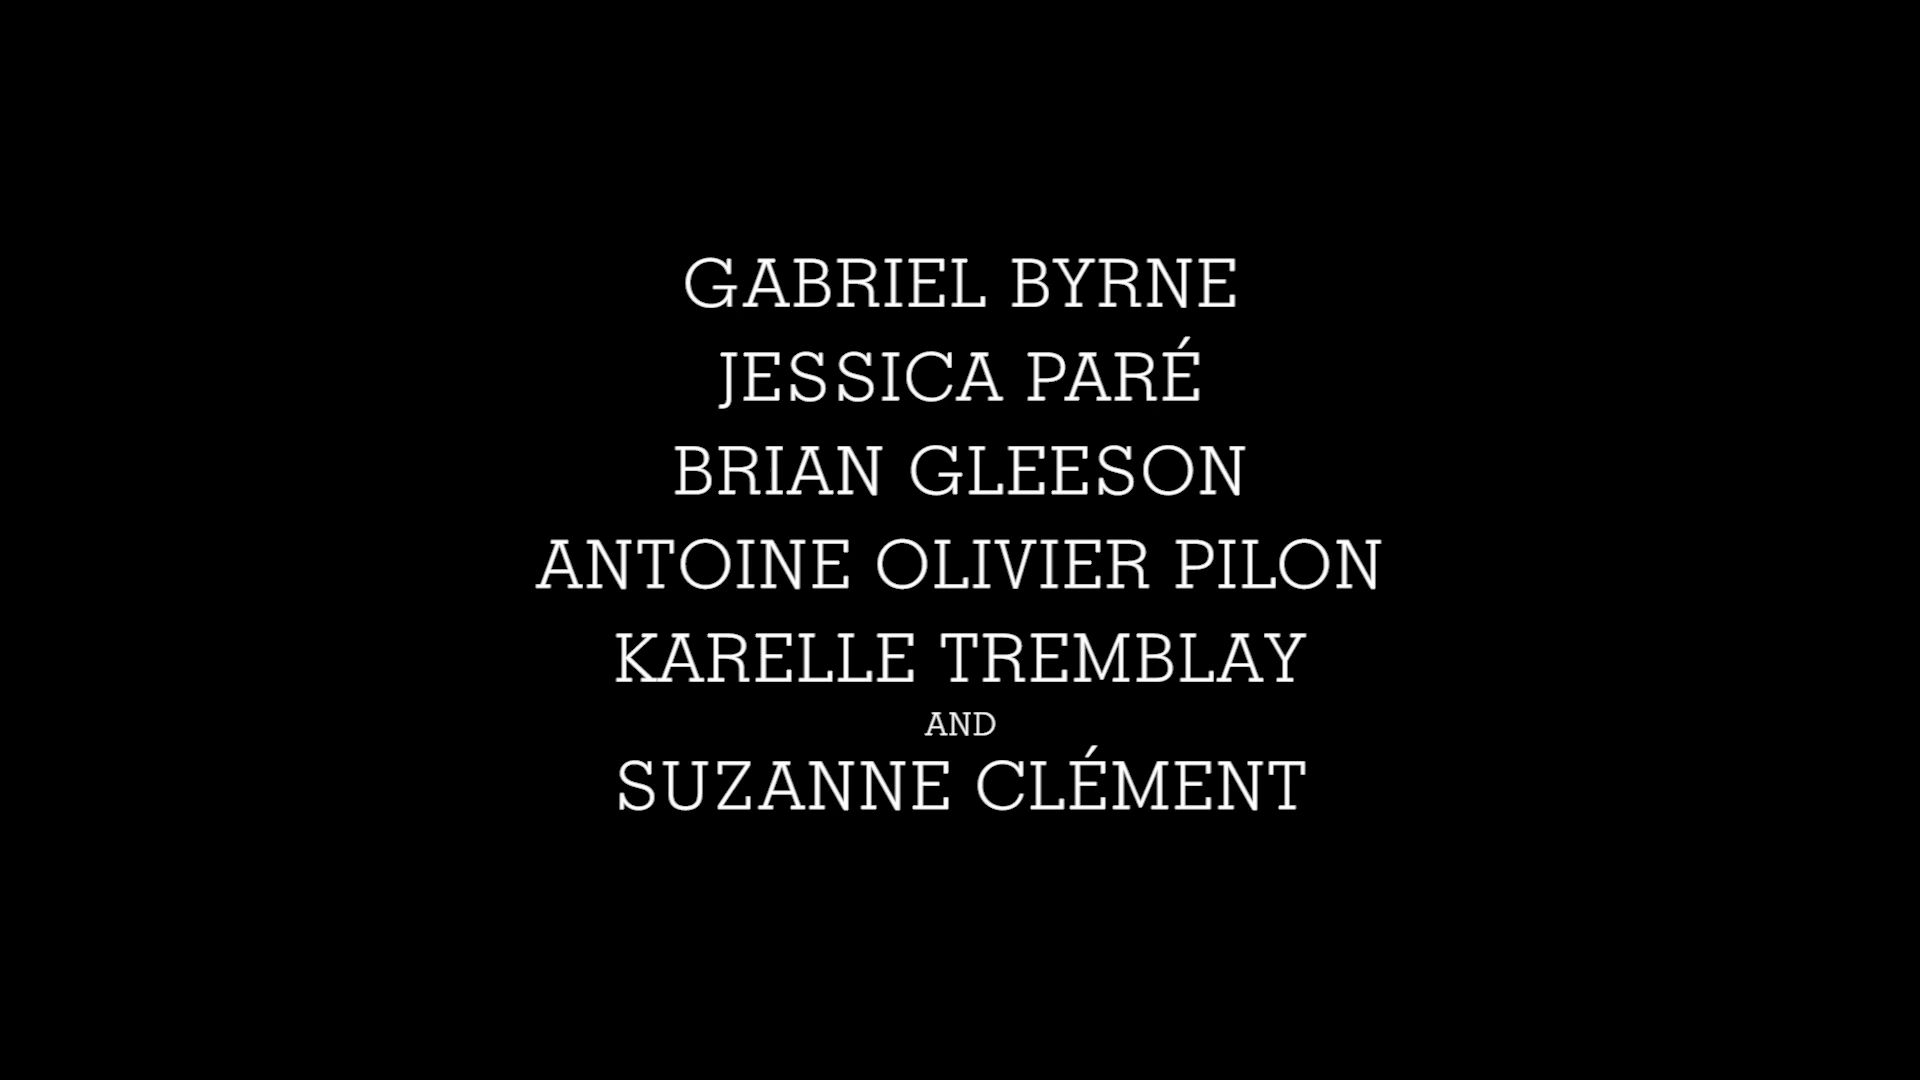 GABRIEL BYRNE
JESSICA PARÉ
BRIAN GLEESON
ANTOINE OLIVIER PILON
KARELLE TREMBLAY
AND
SUZANNE CLÉMENT